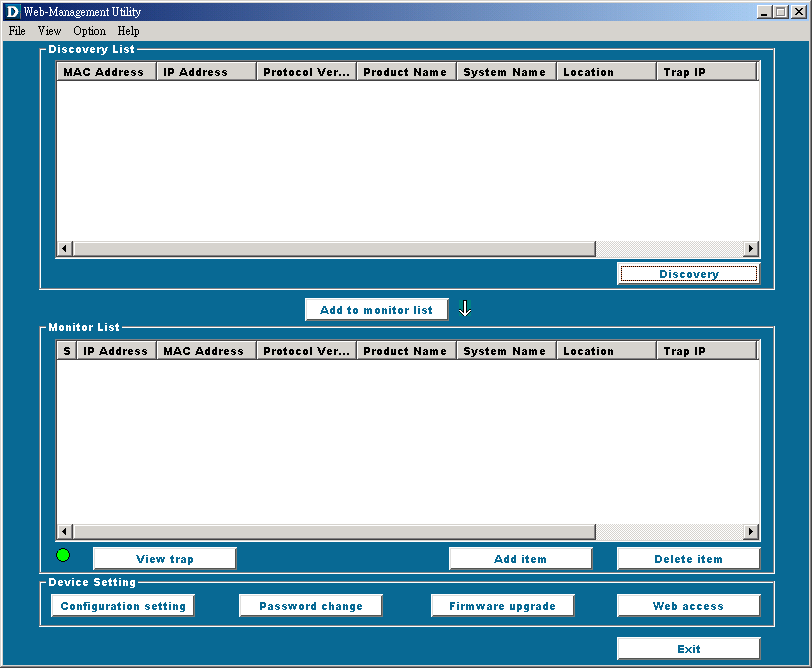 D Web-Management Utility
File View Option Help
Discovery List
MAC Address IP Address Protocol Ver... Product Name System Name Location Trap IP
Discovery
Add to monitor list
Monitor List
S IP Address MAC Address Protocol Ver... Product Name System Name Location Trap IP
View trap Add item Delete item
Device Setting
Configuration setting Password change Firmware upgrade Web access
Exit